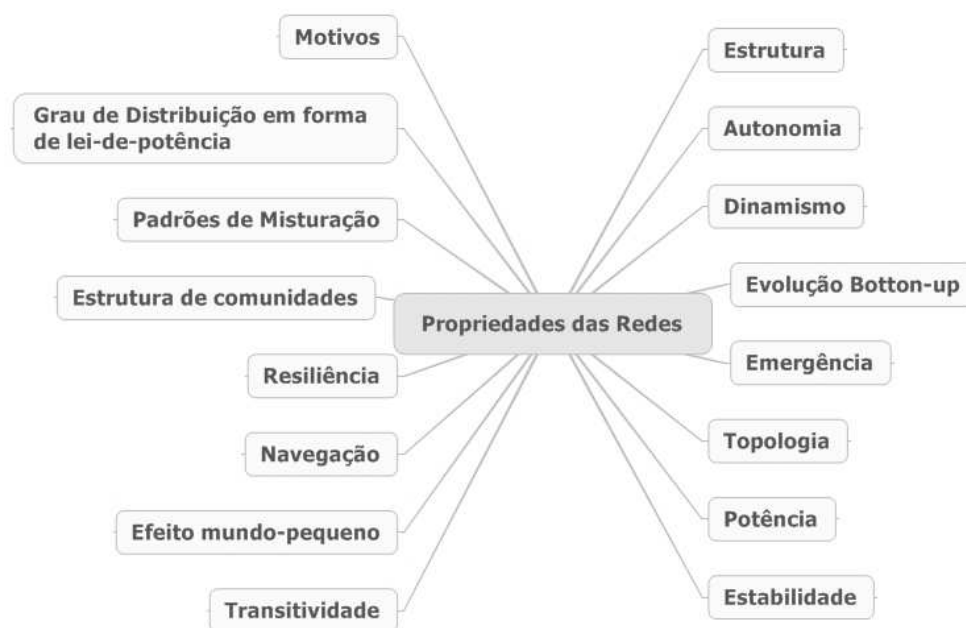 Motivos
Grau de Distribuição em forma
de lei-de-potência
Padrões de Misturação
Estrutura de comunidades
Resiliência
Navegação
Efeito mundo-pequeno
Transitividade
Propriedades das Redes
Estrutura
Autonomia
Dinamismo
Evolução Botton-up
Emergência
Topologia
Potência
Estabilidade